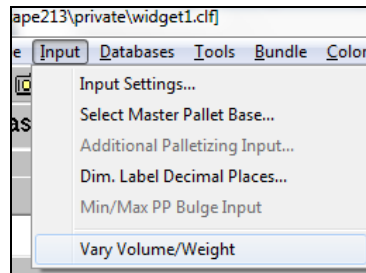 ape213\private\widget1.clf]
e Input Databases Tools Bundle Color
as
Input Settings...
Select Master Pallet Base...
Additional Palletizing Input...
Dim. Label Decimal Places...
Min/Max PP Bulge Input
Vary Volume/Weight